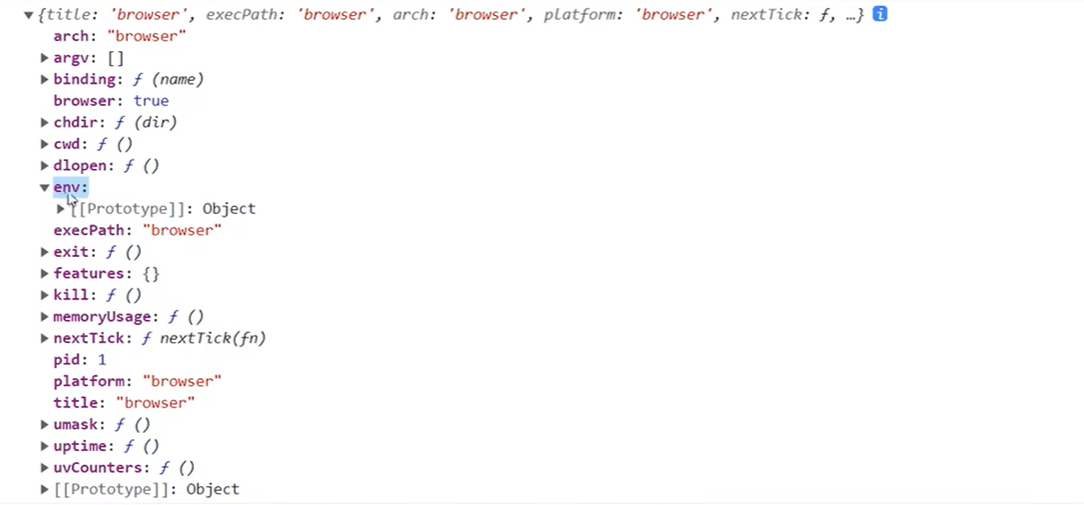 {title: 'browser', execPath: 'browser', arch: 'browser', platform: 'browser', nextTick: ƒ, …} i
arch: "browser"
argv: []
binding: ƒ (name)
browser: true
chdir: ƒ (dir)
cwd: ƒ ()
dlopen: ƒ ()
env:
[[Prototype]]: Object
execPath: "browser"
exit: ƒ ()
features: {}
kill: ƒ ()
memoryUsage: ƒ ()
nextTick: ƒ nextTick(fn)
pid: 1
platform: "browser"
title: "browser"
umask: ƒ ()
uptime: ƒ ()
uvCounters: ƒ ()
[[Prototype]]: Object